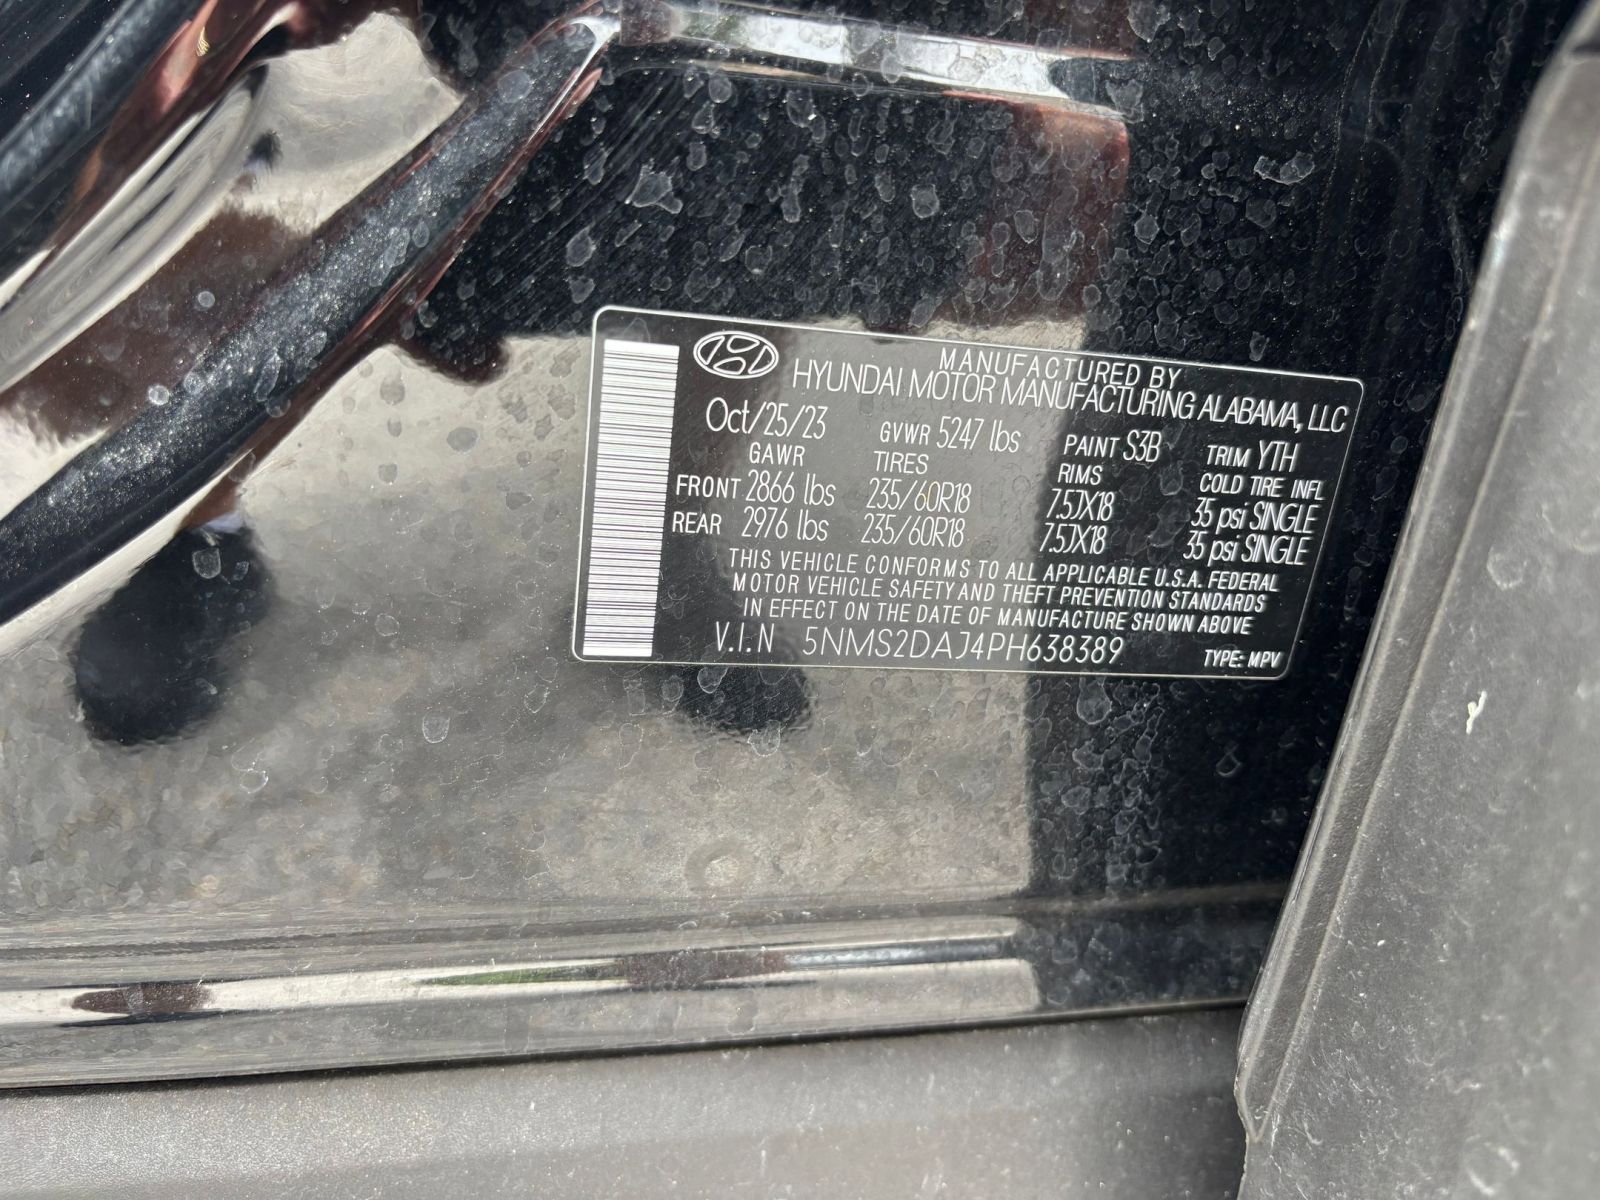 MANUFACTURED BY
HYUNDAI MOTOR MANUFACTURING ALABAMA, LLC
Oct/25/23 GVWR 5247 lbs PAINT S3B TRIM YTH
GAWR TIRES RIMS COLD TIRE INFL
FRONT 2866 lbs 235/60R18 7.5JX18 35 psi SINGLE
REAR 2976 lbs 235/60R18 7.5JX18 35 psi SINGLE
THIS VEHICLE CONFORMS TO ALL APPLICABLE U.S.A. FEDERAL
MOTOR VEHICLE SAFETY AND THEFT PREVENTION STANDARDS
IN EFFECT ON THE DATE OF MANUFACTURE SHOWN ABOVE
V.I.N 5NMS2DAJ4PH638389 TYPE: MPV